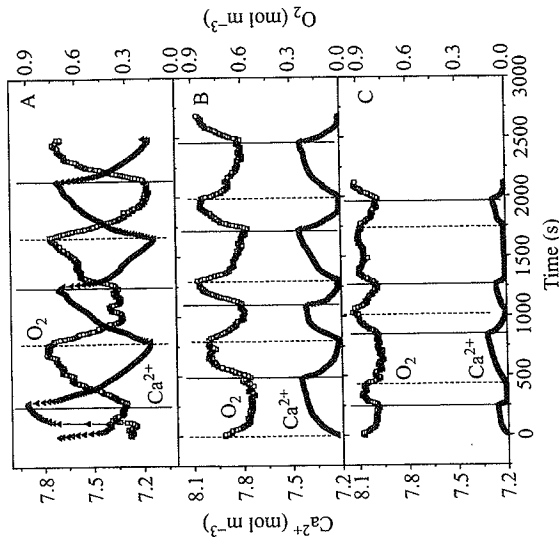 A
O₂
Ca²⁺
7.8
7.5
7.2
0.9
0.6
0.3
0.0
B
O₂
Ca²⁺
8.1
7.8
7.5
7.2
0.9
0.6
0.3
0.0
C
O₂
Ca²⁺
8.1
7.8
7.5
7.2
0.9
0.6
0.3
0.0
Ca²⁺ (mol m⁻³)
O₂ (mol m⁻³)
0 500 1000 1500 2000 2500 3000
Time (s)